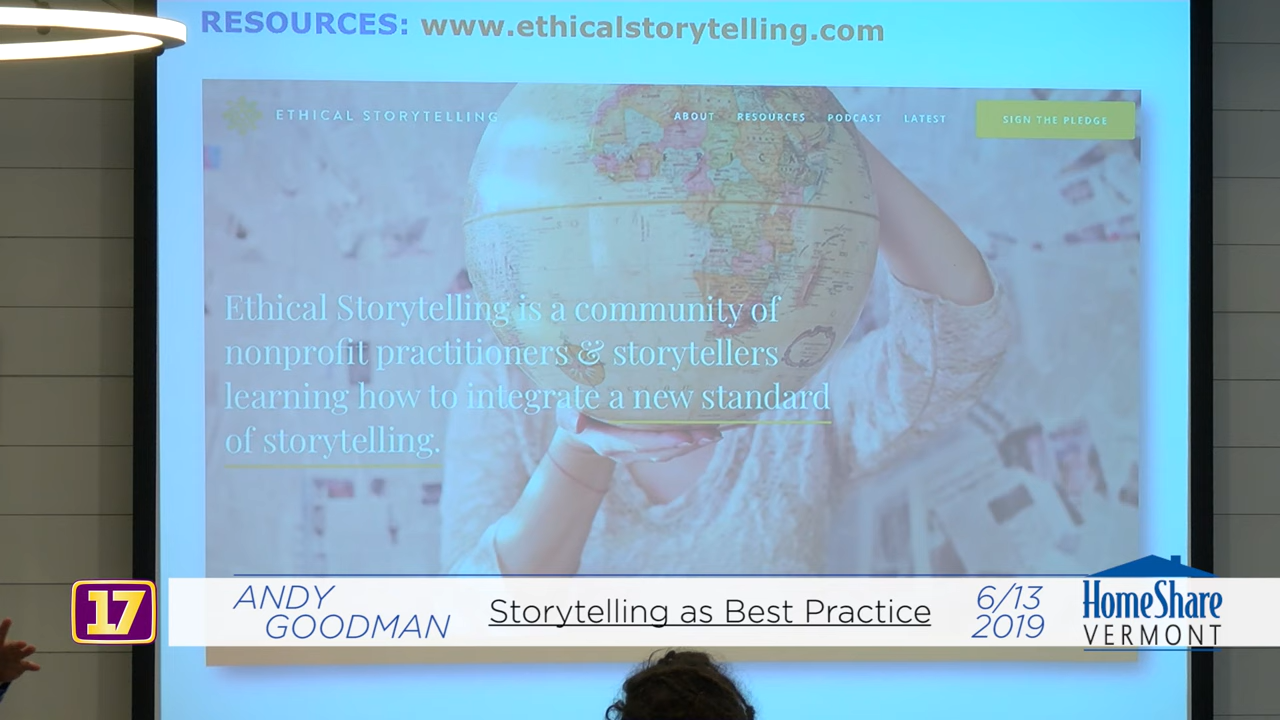 RESOURCES: www.ethicalstorytelling.com
ETHICAL STORYTELLING
ABOUT RESOURCES PODCAST LATEST SIGN THE PLEDGE
Ethical Storytelling is a community of
nonprofit practitioners & storytellers
learning how to integrate a new standard
of storytelling.
17
ANDY
GOODMAN
Storytelling as Best Practice
6/13
2019
HomeShare
VERMONT